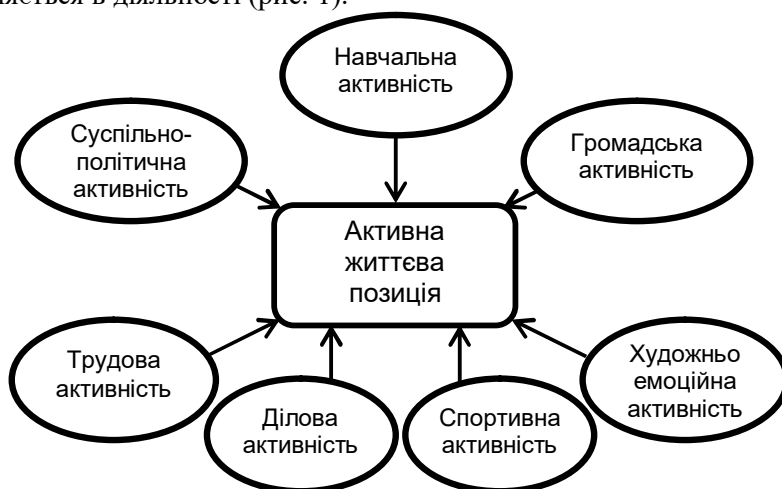 ється в діяльності (рис. 1).
Навчальна
активність
Суспільно-
політична
активність
Громадська
активність
Активна
життєва
позиція
Трудова
активність
Ділова
активність
Спортивна
активність
Художньо
емоційна
активність